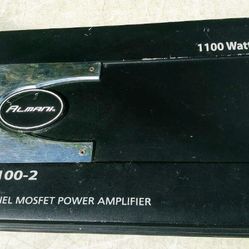 1100 Watt
ALMANI
100-2
NEL MOSFET POWER AMPLIFIER